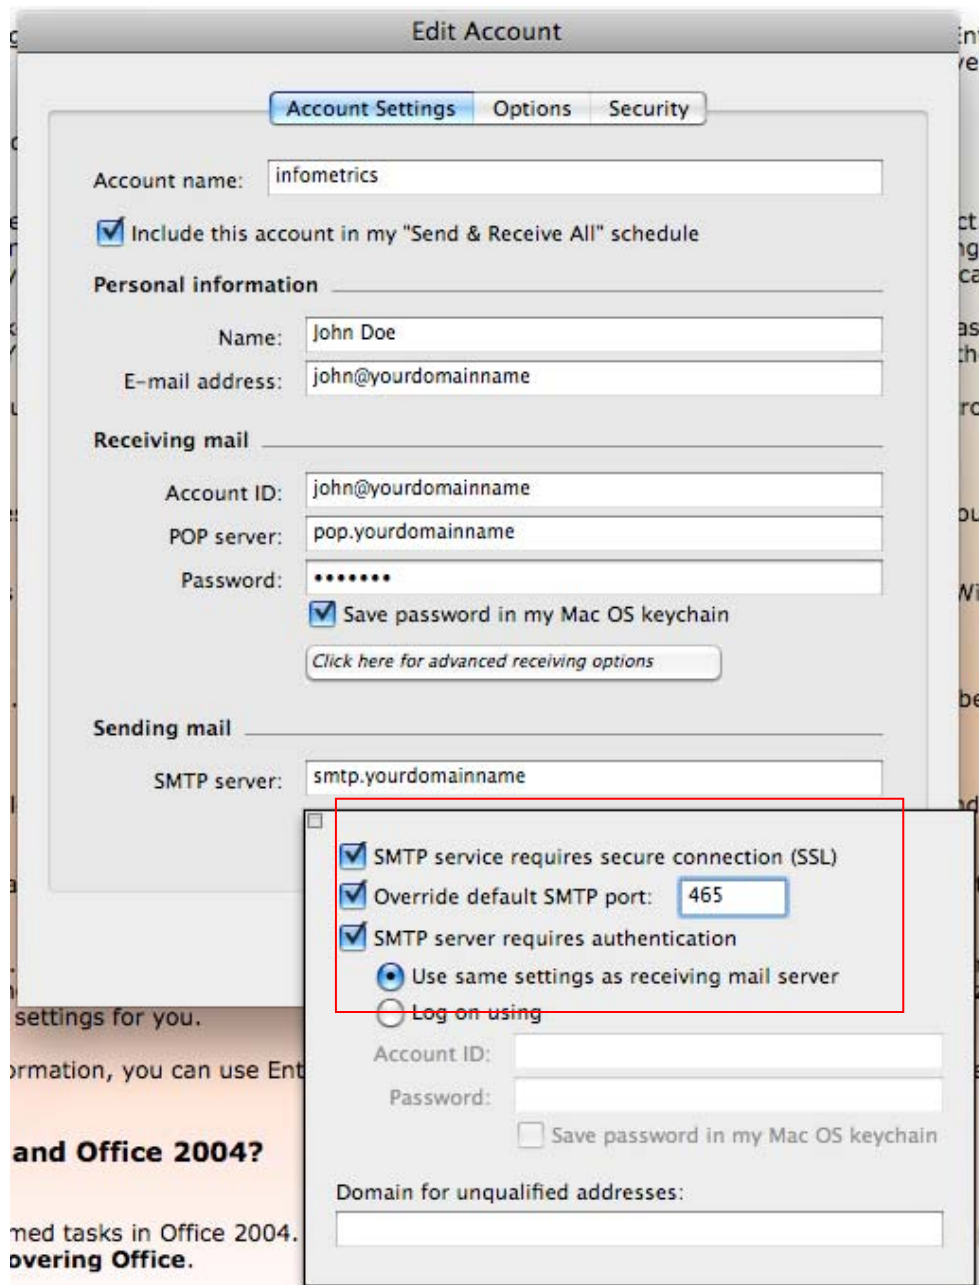 Edit Account
Account Settings Options Security
Account name: infometrics
Include this account in my "Send & Receive All" schedule
Personal information
Name: John Doe
E-mail address: john@yourdomainname
Receiving mail
Account ID: john@yourdomainname
POP server: pop.yourdomainname
Password: •••••••
Save password in my Mac OS keychain
Click here for advanced receiving options
Sending mail
SMTP server: smtp.yourdomainname
SMTP service requires secure connection (SSL)
Override default SMTP port: 465
SMTP server requires authentication
Use same settings as receiving mail server
Log on using
Account ID:
Password:
Save password in my Mac OS keychain
Domain for unqualified addresses:
settings for you.
ormation, you can use Ent
and Office 2004?
med tasks in Office 2004.
overing Office.